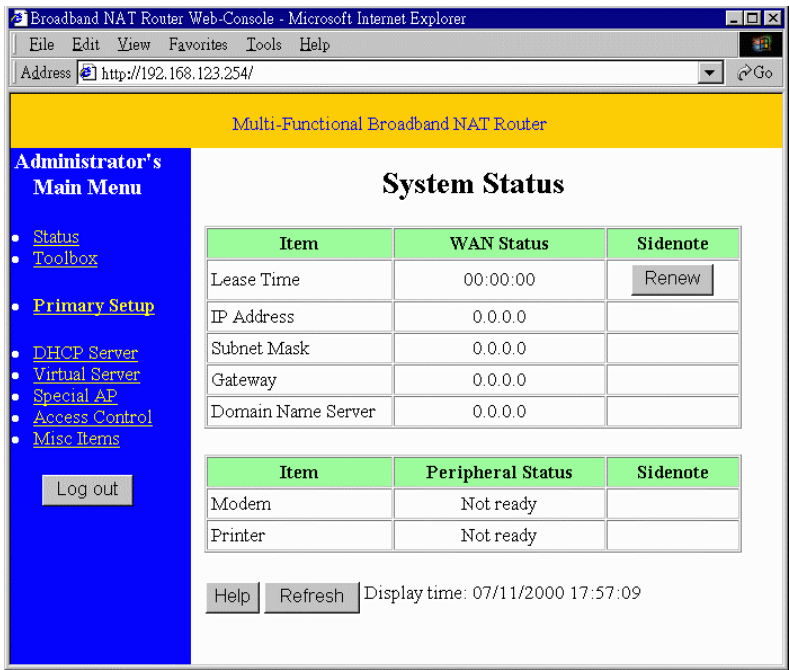 Broadband NAT Router Web-Console - Microsoft Internet Explorer
File Edit View Favorites Tools Help
Address http://192.168.123.254/ Go
Multi-Functional Broadband NAT Router
Administrator's
Main Menu
Status
Toolbox
Primary Setup
DHCP Server
Virtual Server
Special AP
Access Control
Misc Items
Log out
System Status
Item WAN Status Sidenote
Lease Time 00:00:00 Renew
IP Address 0.0.0.0
Subnet Mask 0.0.0.0
Gateway 0.0.0.0
Domain Name Server 0.0.0.0
Item Peripheral Status Sidenote
Modem Not ready
Printer Not ready
Help Refresh Display time: 07/11/2000 17:57:09